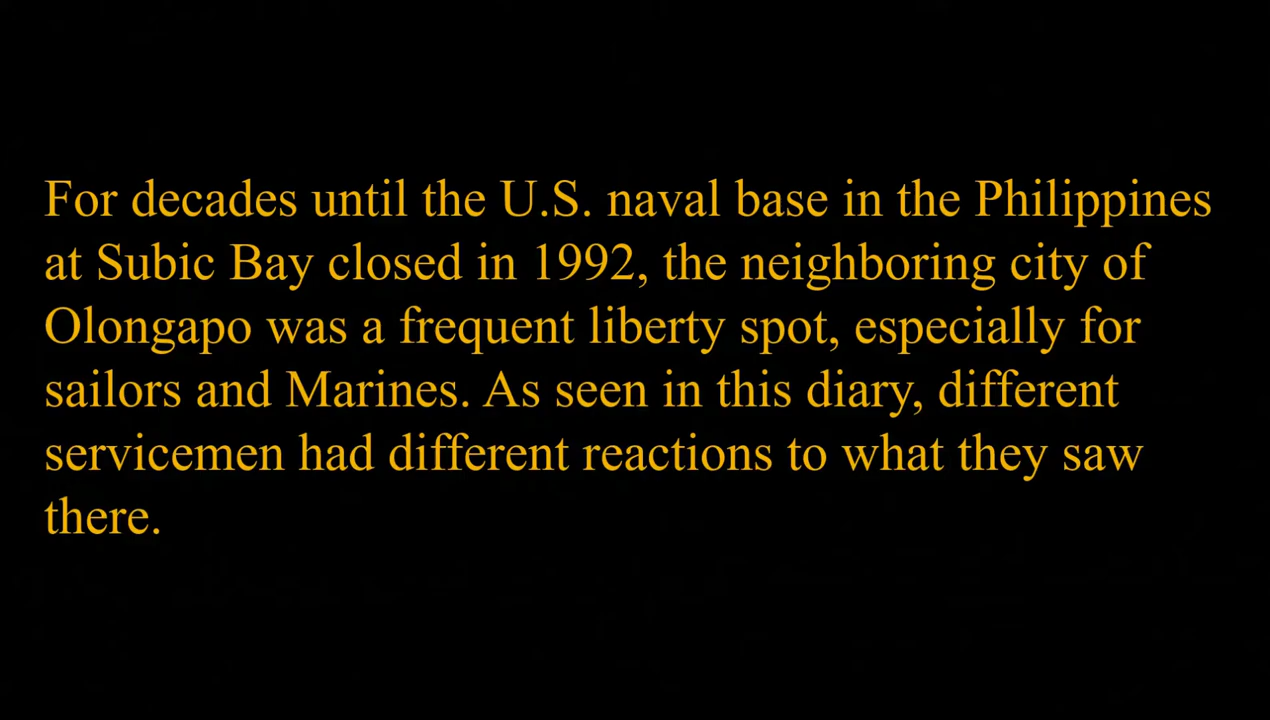 For decades until the U.S. naval base in the Philippines
at Subic Bay closed in 1992, the neighboring city of
Olongapo was a frequent liberty spot, especially for
sailors and Marines. As seen in this diary, different
servicemen had different reactions to what they saw
there.